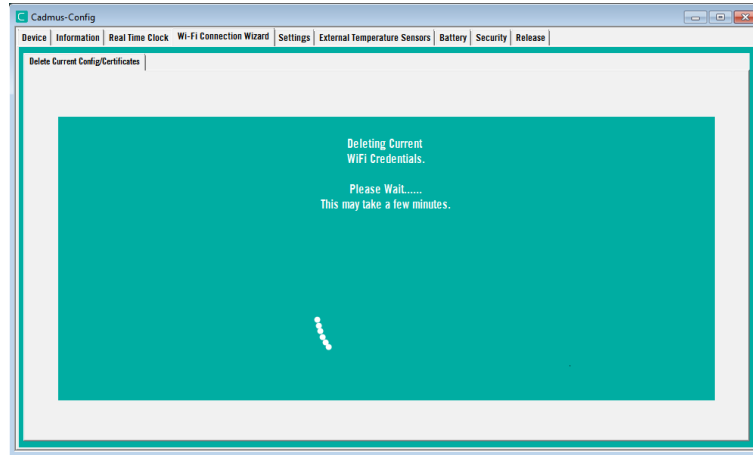 Cadmus-Config
Device Information Real Time Clock Wi-Fi Connection Wizard Settings External Temperature Sensors Battery Security Release
Delete Current Config/Certificates
Deleting Current
WiFi Credentials.
Please Wait......
This may take a few minutes.